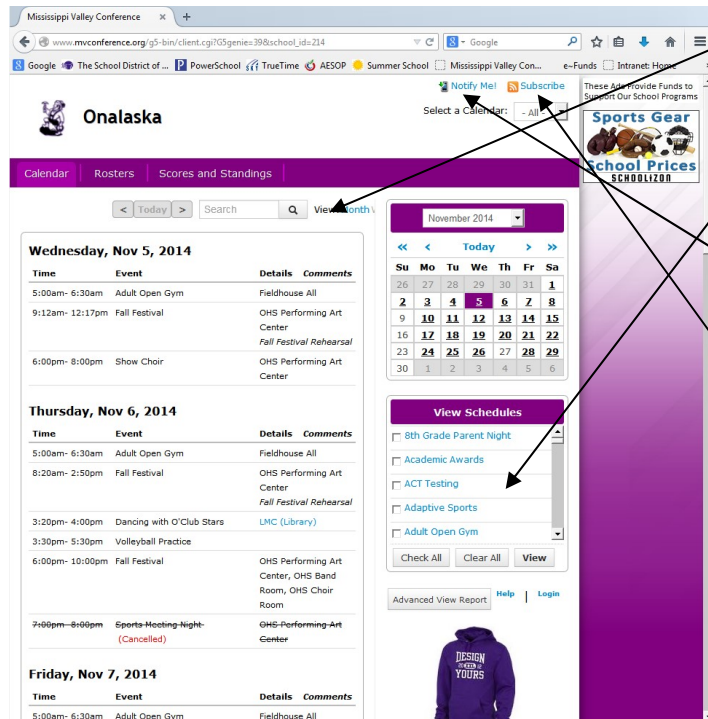 Mississippi Valley Conference × +
www.mvconference.org/g5-bin/client.cgi?G5genie=39&school_id=214
Google
Google The School District of ... PowerSchool TrueTime AESOP Summer School Mississippi Valley Con... e~Funds Intranet: Home
Notify Me! Subscribe
Select a Calendar: - All -
These Ads Provide Funds to
Support Our School Programs
Onalaska
Sports Gear
School Prices
SCHOOLIZON
Calendar Rosters Scores and Standings
< Today > Search View Month
Wednesday, Nov 5, 2014
Time Event Details Comments
5:00am- 6:30am Adult Open Gym Fieldhouse All
9:12am- 12:17pm Fall Festival OHS Performing Art
Center
Fall Festival Rehearsal
6:00pm- 8:00pm Show Choir OHS Performing Art
Center
Thursday, Nov 6, 2014
Time Event Details Comments
5:00am- 6:30am Adult Open Gym Fieldhouse All
8:20am- 2:50pm Fall Festival OHS Performing Art
Center
Fall Festival Rehearsal
3:20pm- 4:00pm Dancing with O'Club Stars LMC (Library)
3:30pm- 5:30pm Volleyball Practice
6:00pm- 10:00pm Fall Festival OHS Performing Art
Center, OHS Band
Room, OHS Choir
Room
7:00pm- 8:00pm Sports Meeting Night OHS Performing Art
(Cancelled) Center
Friday, Nov 7, 2014
Time Event Details Comments
5:00am- 6:30am Adult Open Gym Fieldhouse All
November 2014
« < Today > »
Su Mo Tu We Th Fr Sa
26 27 28 29 30 31 1
2 3 4 5 6 7 8
9 10 11 12 13 14 15
16 17 18 19 20 21 22
23 24 25 26 27 28 29
30 1 2 3 4 5 6
View Schedules
8th Grade Parent Night
Academic Awards
ACT Testing
Adaptive Sports
Adult Open Gym
Check All Clear All View
Advanced View Report Help | Login
DESIGN
YOURS